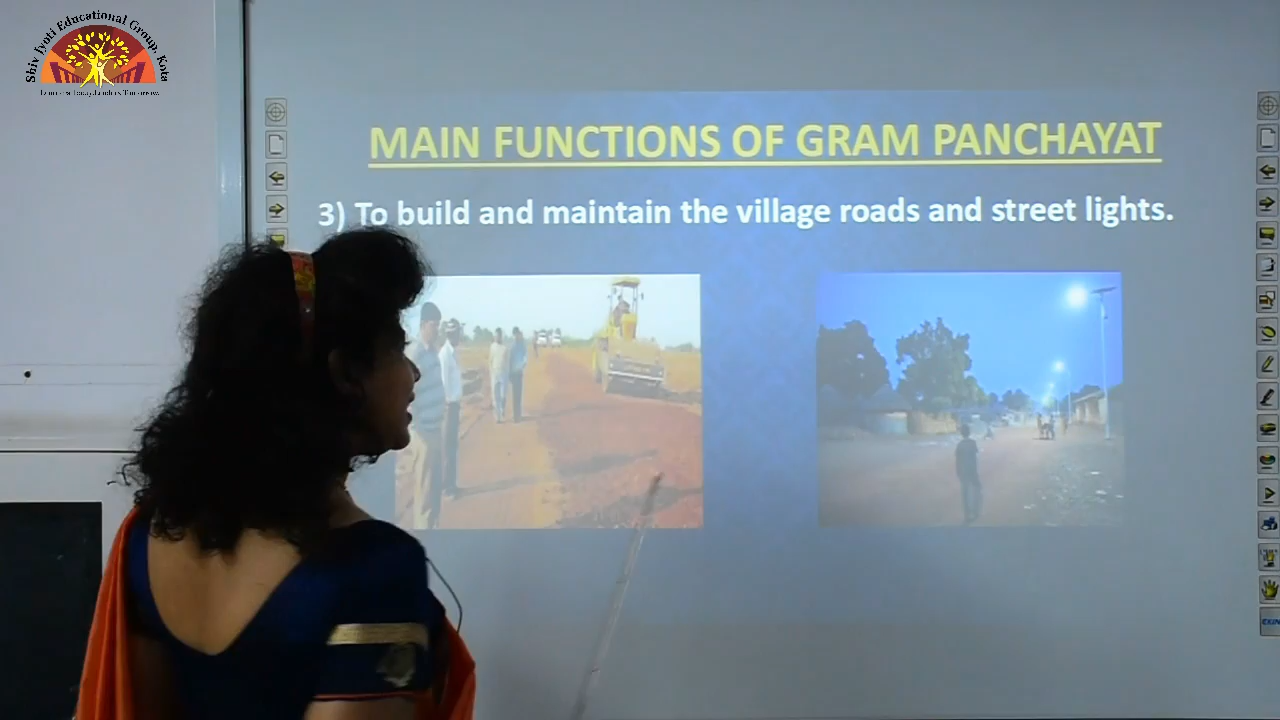 Shiv Jyoti Educational Group, Kota
MAIN FUNCTIONS OF GRAM PANCHAYAT
3) To build and maintain the village roads and street lights.